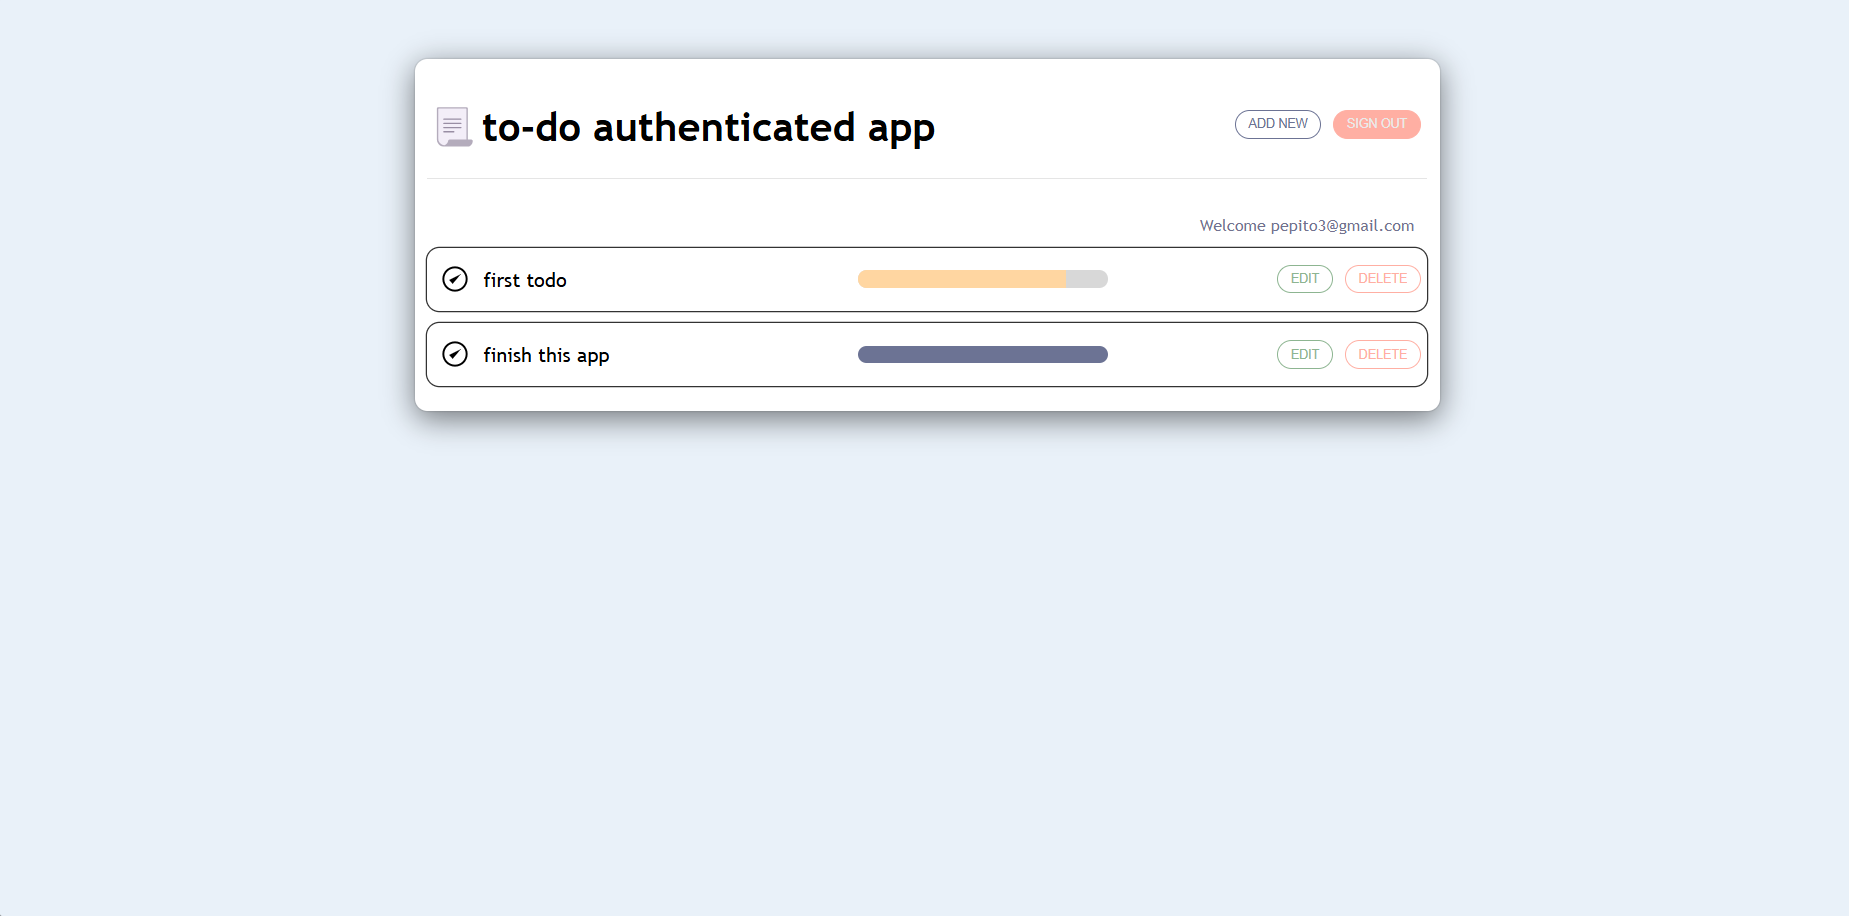 to-do authenticated app
ADD NEW
SIGN OUT
Welcome pepito3@gmail.com
first todo
EDIT
DELETE
finish this app
EDIT
DELETE